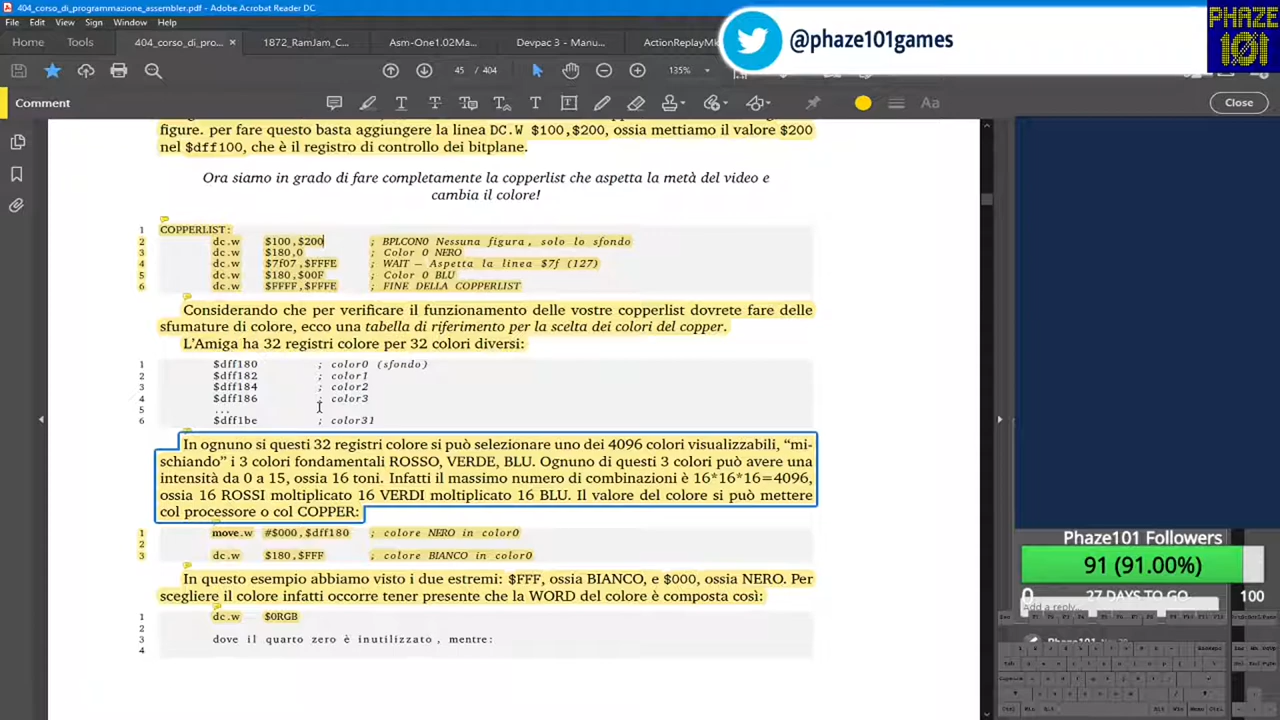 404_corso_di_programmazione_assembler.pdf - Adobe Acrobat Reader DC
File Edit View Sign Window Help
Home Tools 404_corso_di_pro... × 1872_RamJam_C... Asm-One1.02Ma... Devpac 3 - Manu... ActionReplayMk
@phaze101games
PHAZE
101
45 / 404 135%
Comment Close
figure. per fare questo basta aggiungere la linea DC.W $100,$200, ossia mettiamo il valore $200
nel $dff100, che è il registro di controllo dei bitplane.
Ora siamo in grado di fare completamente la copperlist che aspetta la metà del video e
cambia il colore!
1 COPPERLIST:
2 dc.w $100,$200 ; BPLCON0 Nessuna figura, solo lo sfondo
3 dc.w $180,0 ; Color 0 NERO
4 dc.w $7f07,$FFFE ; WAIT – Aspetta la linea $7f (127)
5 dc.w $180,$00F ; Color 0 BLU
6 dc.w $FFFF,$FFFE ; FINE DELLA COPPERLIST
Considerando che per verificare il funzionamento delle vostre copperlist dovrete fare delle
sfumature di colore, ecco una tabella di riferimento per la scelta dei colori del copper.
L'Amiga ha 32 registri colore per 32 colori diversi:
1 $dff180 ; color0 (sfondo)
2 $dff182 ; color1
3 $dff184 ; color2
4 $dff186 ; color3
5 ...
6 $dff1be ; color31
In ognuno si questi 32 registri colore si può selezionare uno dei 4096 colori visualizzabili, “mi-
schiando” i 3 colori fondamentali ROSSO, VERDE, BLU. Ognuno di questi 3 colori può avere una
intensità da 0 a 15, ossia 16 toni. Infatti il massimo numero di combinazioni è 16*16*16=4096,
ossia 16 ROSSI moltiplicato 16 VERDI moltiplicato 16 BLU. Il valore del colore si può mettere
col processore o col COPPER:
1 move.w #$000,$dff180 ; colore NERO in color0
2
3 dc.w $180,$FFF ; colore BIANCO in color0
In questo esempio abbiamo visto i due estremi: $FFF, ossia BIANCO, e $000, ossia NERO. Per
scegliere il colore infatti occorre tener presente che la WORD del colore è composta così:
1 dc.w $0RGB
2
3 dove il quarto zero è inutilizzato, mentre:
4
Phaze101 Followers
91 (91.00%)
0 27 DAYS TO GO 100
Add a reply...